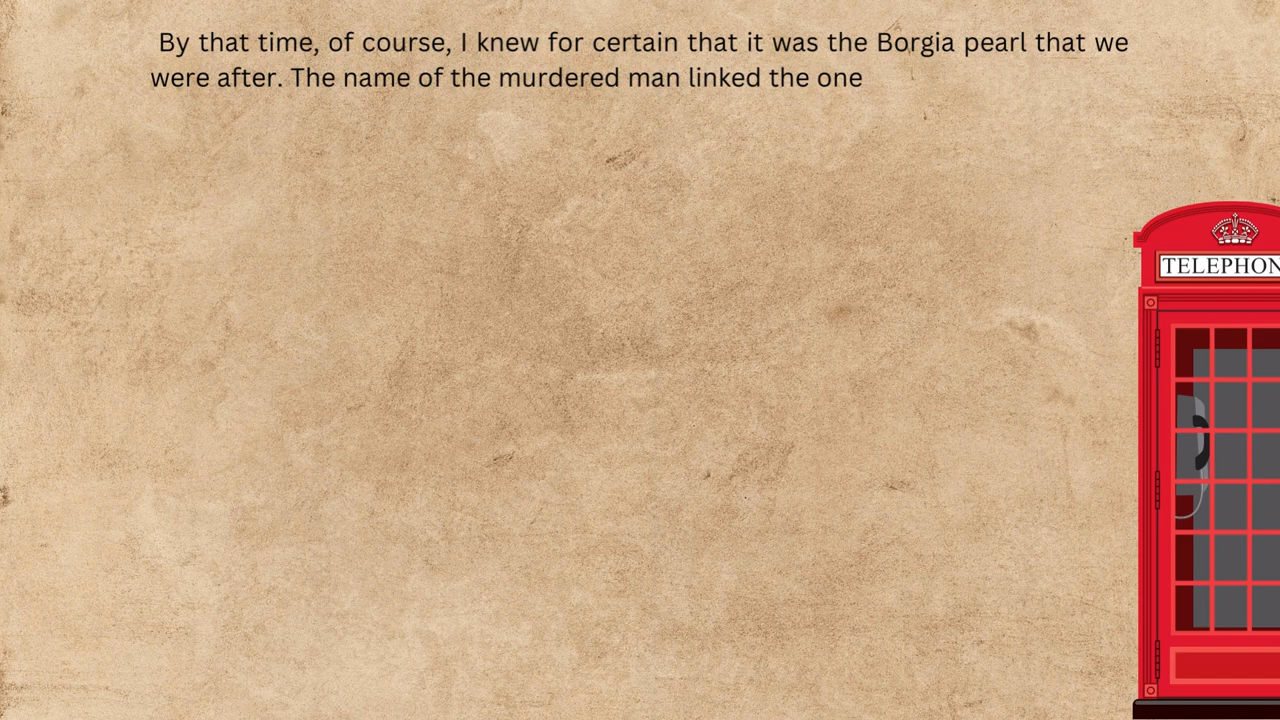 By that time, of course, I knew for certain that it was the Borgia pearl that we
were after. The name of the murdered man linked the one
TELEPHON